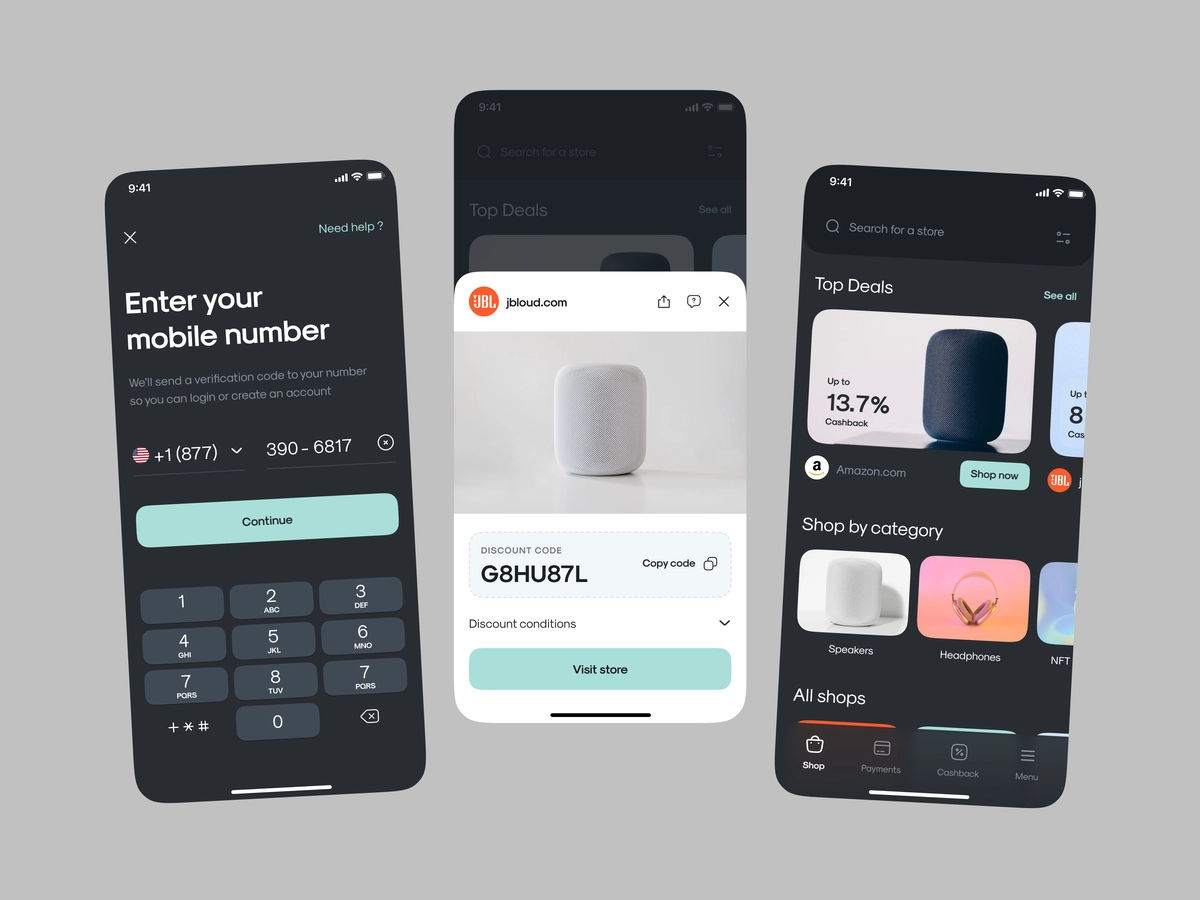 9:41
Need help ?
Enter your
mobile number
We'll send a verification code to your number
so you can login or create an account
+1 (877)
390 - 6817
Continue
1
2
ABC
3
DEF
4
GHI
5
JKL
6
MNO
7
PQRS
8
TUV
7
PQRS
+ * #
0
9:41
Search for a store
Top Deals
See all
JBL
jbloud.com
?
DISCOUNT CODE
G8HU87L
Copy code
Discount conditions
Visit store
9:41
Search for a store
Top Deals
See all
Up to
13.7%
Cashback
a
Amazon.com
Shop now
8
JBL
Shop by category
Speakers
Headphones
NFT
All shops
Shop
Payments
Cashback
Menu